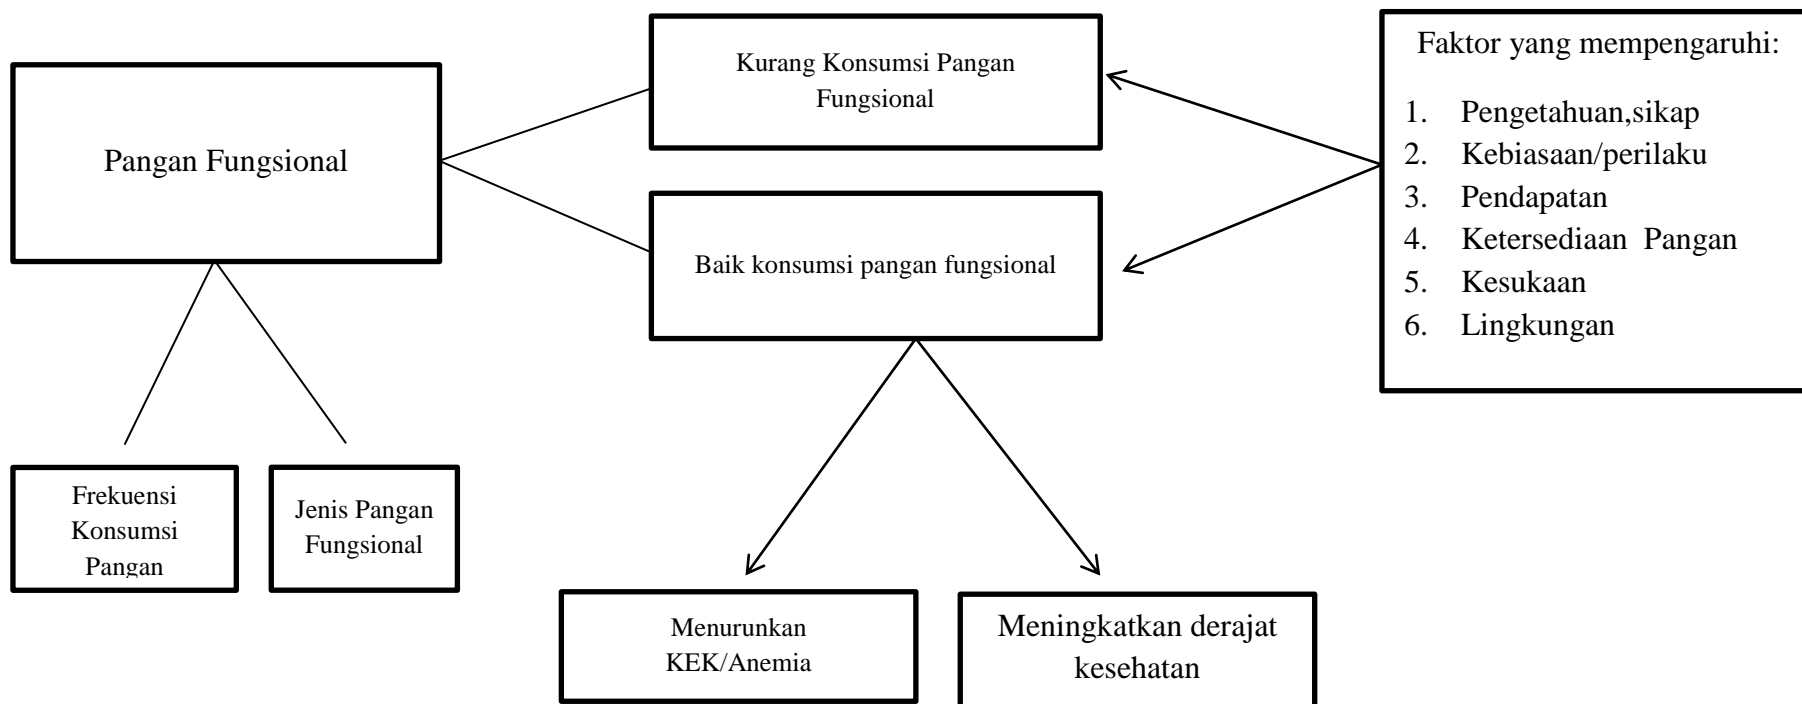 Pangan Fungsional
Kurang Konsumsi Pangan
Fungsional
Baik konsumsi pangan fungsional
Faktor yang mempengaruhi:
1. Pengetahuan,sikap
2. Kebiasaan/perilaku
3. Pendapatan
4. Ketersediaan Pangan
5. Kesukaan
6. Lingkungan
Frekuensi
Konsumsi
Pangan
Jenis Pangan
Fungsional
Menurunkan
KEK/Anemia
Meningkatkan derajat
kesehatan